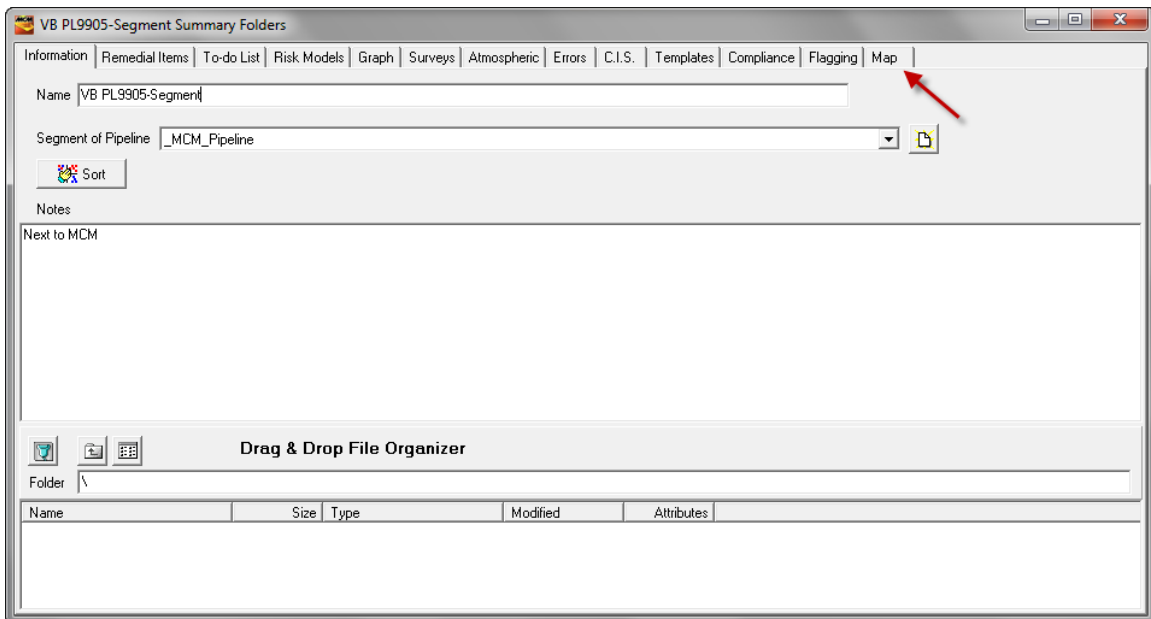 VB PL9905-Segment Summary Folders
Information Remedial Items To-do List Risk Models Graph Surveys Atmospheric Errors C.I.S. Templates Compliance Flagging Map
Name VB PL9905-Segment
Segment of Pipeline _MCM_Pipeline
Sort
Notes
Next to MCM
Drag & Drop File Organizer
Folder \
Name Size Type Modified Attributes